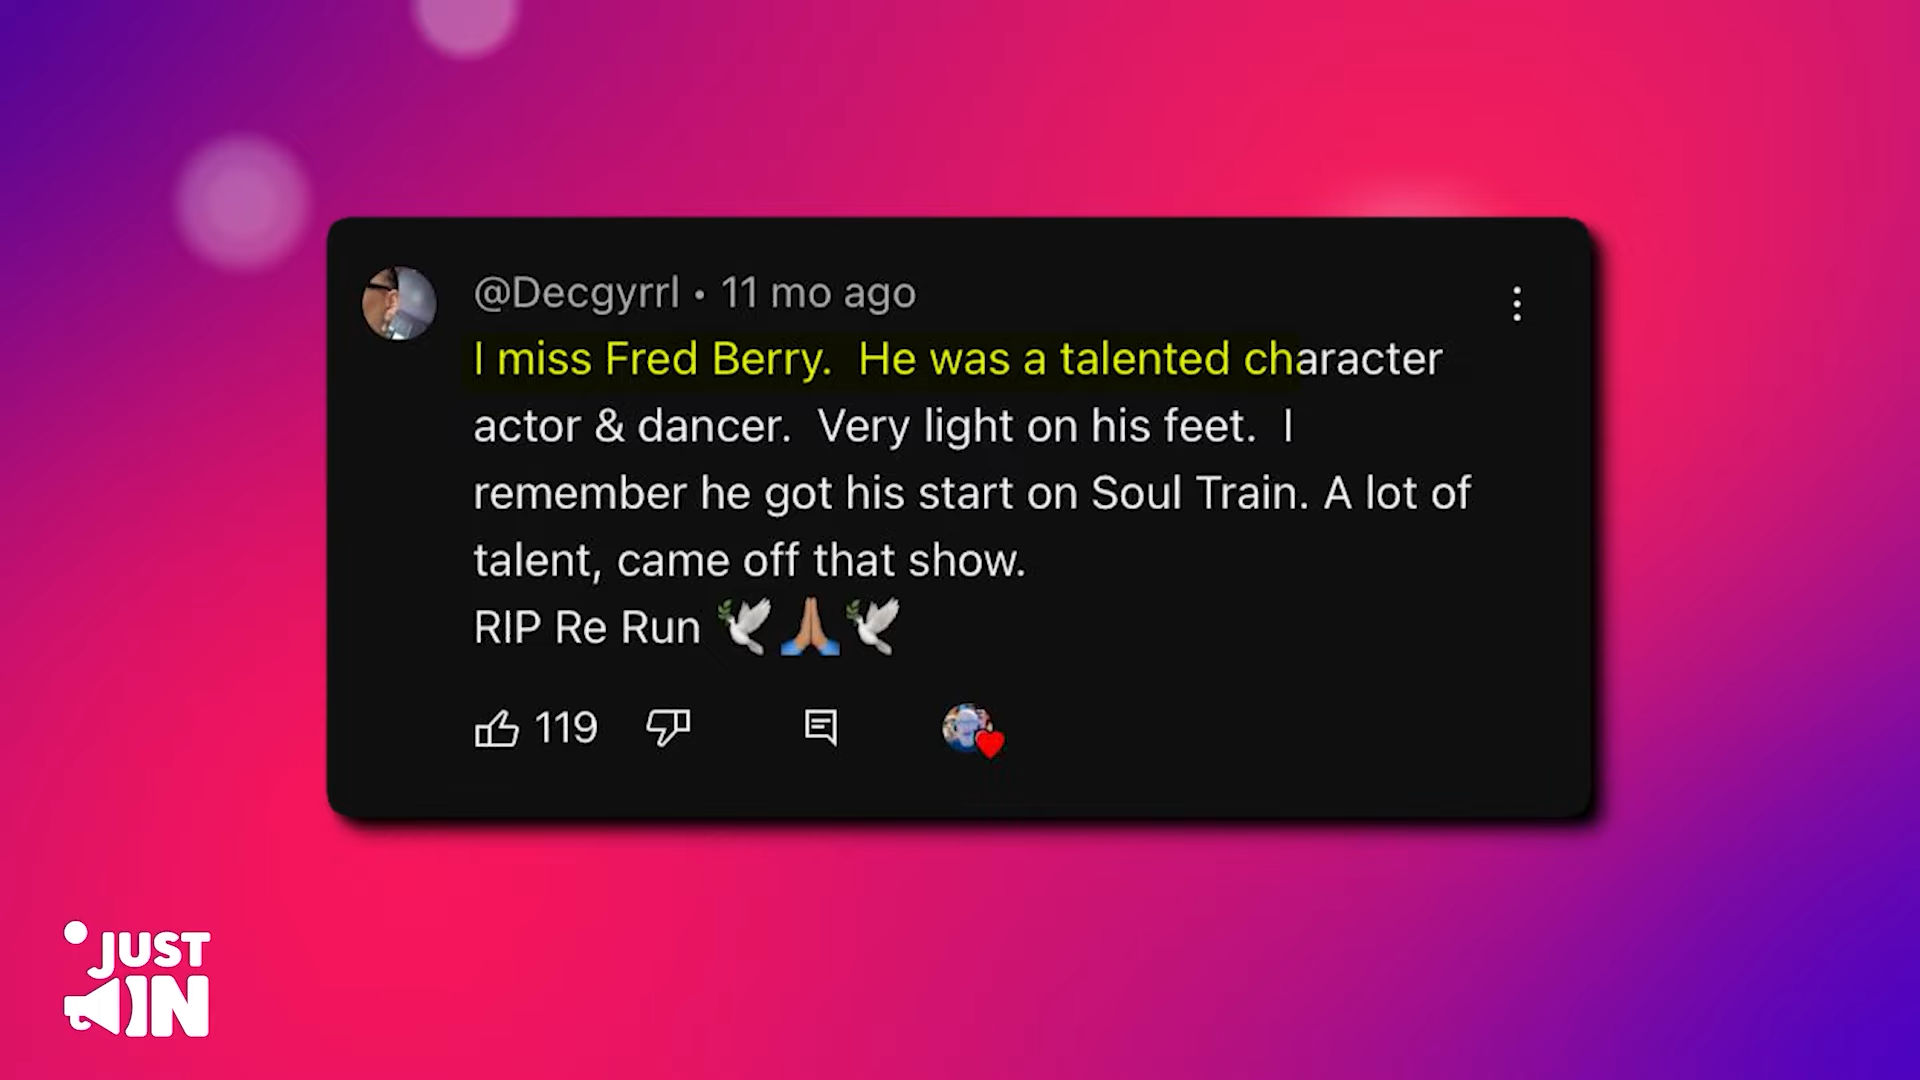 @Decgyrrl • 11 mo ago
I miss Fred Berry.  He was a talented character
actor & dancer.  Very light on his feet.  I
remember he got his start on Soul Train. A lot of
talent, came off that show.
RIP Re Run 🕊️🙏🏽🕊️
119
JUST
IN